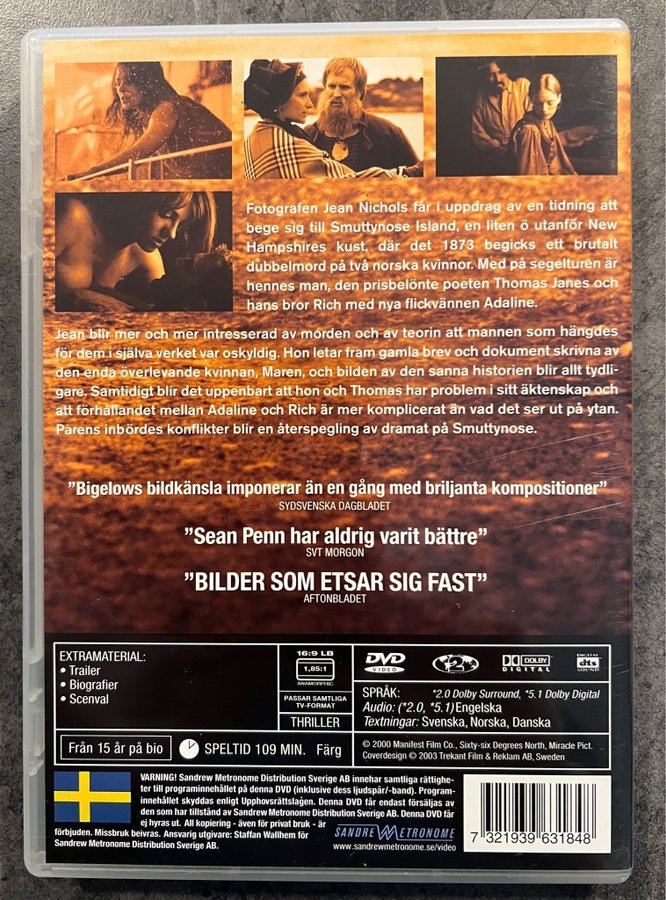 Fotografen Jean Nichols får i uppdrag av en tidning att
bege sig till Smuttynose Island, en liten ö utanför New
Hampshires kust, där det 1873 begicks ett brutalt
dubbelmord på två norska kvinnor. Med på segelturen är
hennes man, den prisbelönte poeten Thomas Janes och
hans bror Rich med nya flickvännen Adaline.
Jean blir mer och mer intresserad av morden och av teorin att mannen som hängdes
för dem i själva verket var oskyldig. Hon letar fram gamla brev och dokument skrivna av
den enda överlevande kvinnan, Maren, och bilden av den sanna historien blir allt tydli-
gare. Samtidigt blir det uppenbart att hon och Thomas har problem i sitt äktenskap och
att förhållandet mellan Adaline och Rich är mer komplicerat än vad det ser ut på ytan.
Parens inbördes konflikter blir en återspegling av dramat på Smuttynose.
"Bigelows bildkänsla imponerar än en gång med briljanta kompositioner"
SYDSVENSKA DAGBLADET
"Sean Penn har aldrig varit bättre"
SVT MORGON
"BILDER SOM ETSAR SIG FAST"
AFTONBLADET
EXTRAMATERIAL:
• Trailer
• Biografier
• Scenval
16:9 LB
1,85:1
ANAMORPHIC
PASSAR SAMTLIGA
TV-FORMAT
THRILLER
DVD
VIDEO
2
DOLBY
DIGITAL
DIGITAL
dts
SOUND
SPRÅK: *2.0 Dolby Surround, *5.1 Dolby Digital
Audio: (*2.0, *5.1) Engelska
Textningar: Svenska, Norska, Danska
Från 15 år på bio
SPELTID 109 MIN. Färg
© 2000 Manifest Film Co., Sixty-six Degrees North, Miracle Pict.
Coverdesign © 2003 Trekant Film & Reklam AB, Sweden
VARNING! Sandrew Metronome Distribution Sverige AB innehar samtliga rättighe-
ter till programinnehållet på denna DVD (inklusive dess ljudspår/-band). Program-
innehållet skyddas enligt Upphovsrättslagen. Denna DVD får endast försäljas av
den som har tillstånd av Sandrew Metronome Distribution Sverige AB. Denna DVD får
ej hyras ut. All kopiering - även för privat bruk - är
förbjuden. Missbruk beivras. Ansvarig utgivare: Staffan Wallhem för
Sandrew Metronome Distribution Sverige AB.
SANDREW METRONOME
www.sandrewmetronome.se/video
7 321939 631848